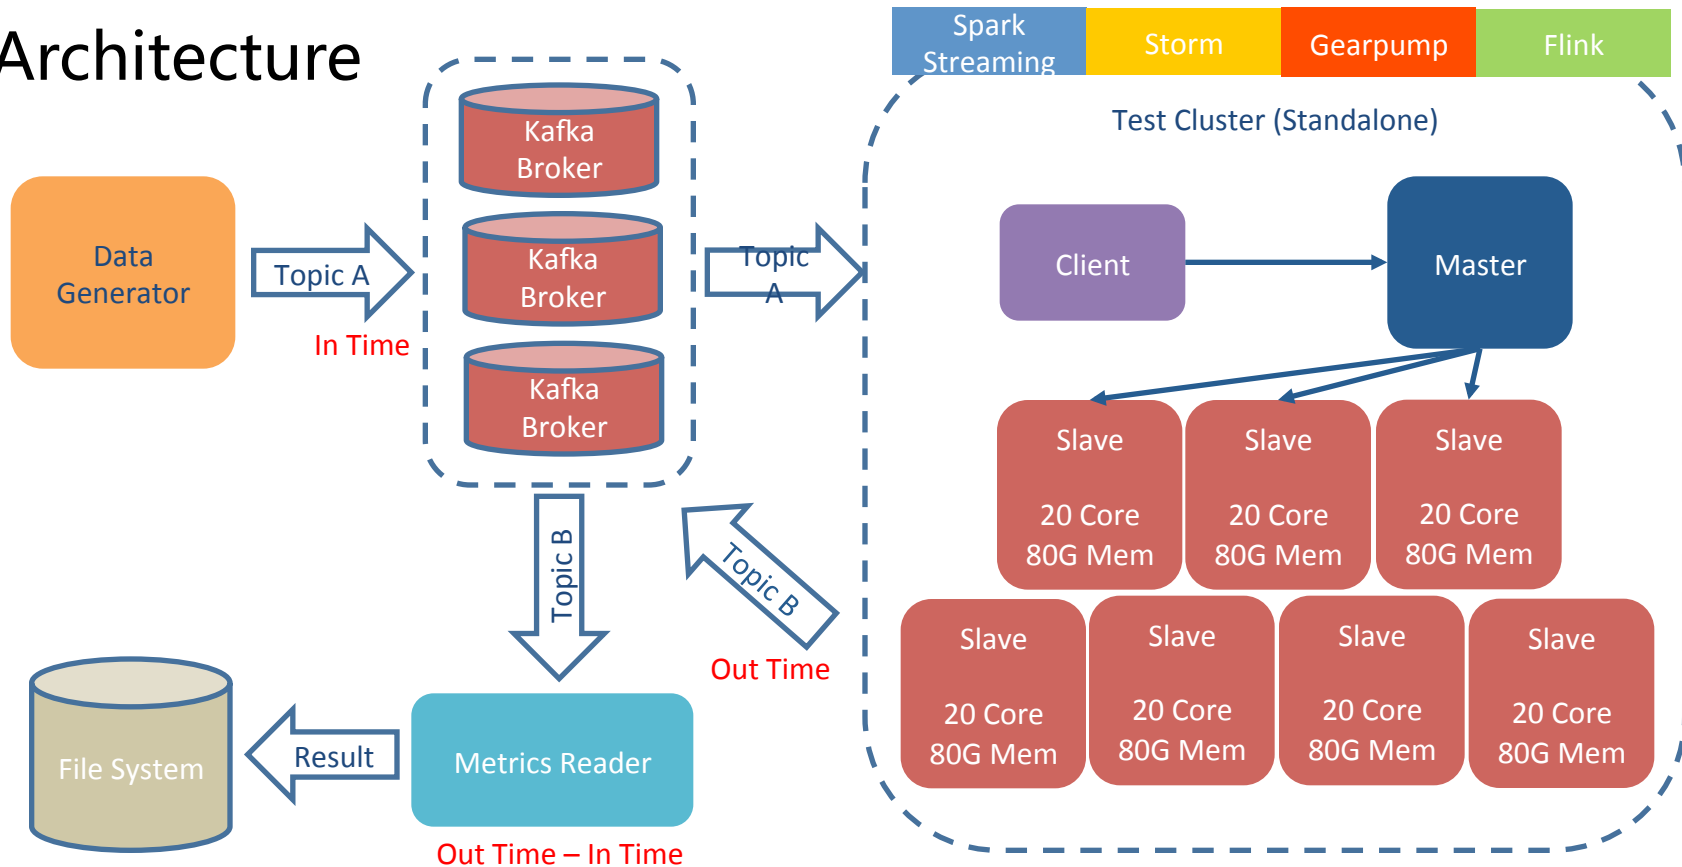 Architecture
Spark
Streaming
Storm
Gearpump
Flink
Test Cluster (Standalone)
Kafka
Broker
Kafka
Broker
Kafka
Broker
Data
Generator
Topic A
In Time
Topic
A
Client
Master
Slave
20 Core
80G Mem
Slave
20 Core
80G Mem
Slave
20 Core
80G Mem
Slave
20 Core
80G Mem
Slave
20 Core
80G Mem
Slave
20 Core
80G Mem
Slave
20 Core
80G Mem
Topic B
Topic B
Out Time
File System
Result
Metrics Reader
Out Time – In Time